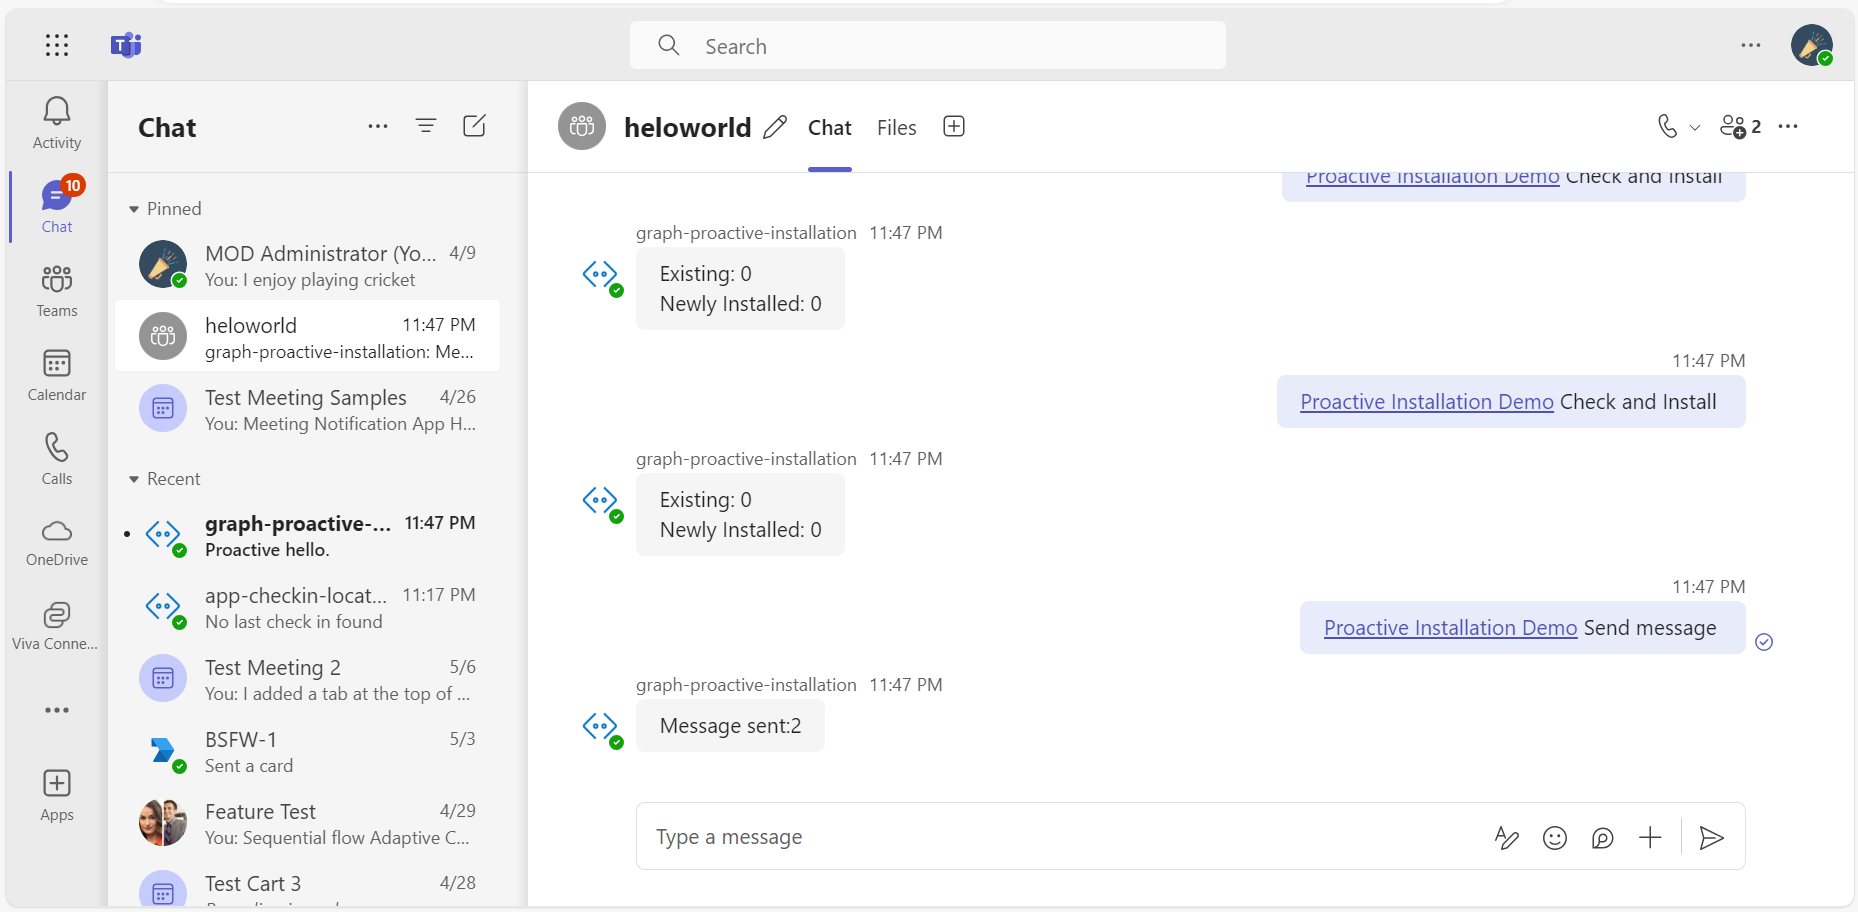 Search
Activity
10
Chat
Teams
Calendar
Calls
OneDrive
Viva Conne...
Apps
Chat
Pinned
MOD Administrator (Yo... 4/9
You: I enjoy playing cricket
heloworld 11:47 PM
graph-proactive-installation: Me...
Test Meeting Samples 4/26
You: Meeting Notification App H...
Recent
graph-proactive-... 11:47 PM
Proactive hello.
app-checkin-locat... 11:17 PM
No last check in found
Test Meeting 2 5/6
You: I added a tab at the top of ...
BSFW-1 5/3
Sent a card
Feature Test 4/29
You: Sequential flow Adaptive C...
Test Cart 3 4/28
heloworld Chat Files 2
Proactive Installation Demo Check and Install
graph-proactive-installation 11:47 PM
Existing: 0
Newly Installed: 0
11:47 PM
Proactive Installation Demo Check and Install
graph-proactive-installation 11:47 PM
Existing: 0
Newly Installed: 0
11:47 PM
Proactive Installation Demo Send message
graph-proactive-installation 11:47 PM
Message sent:2
Type a message